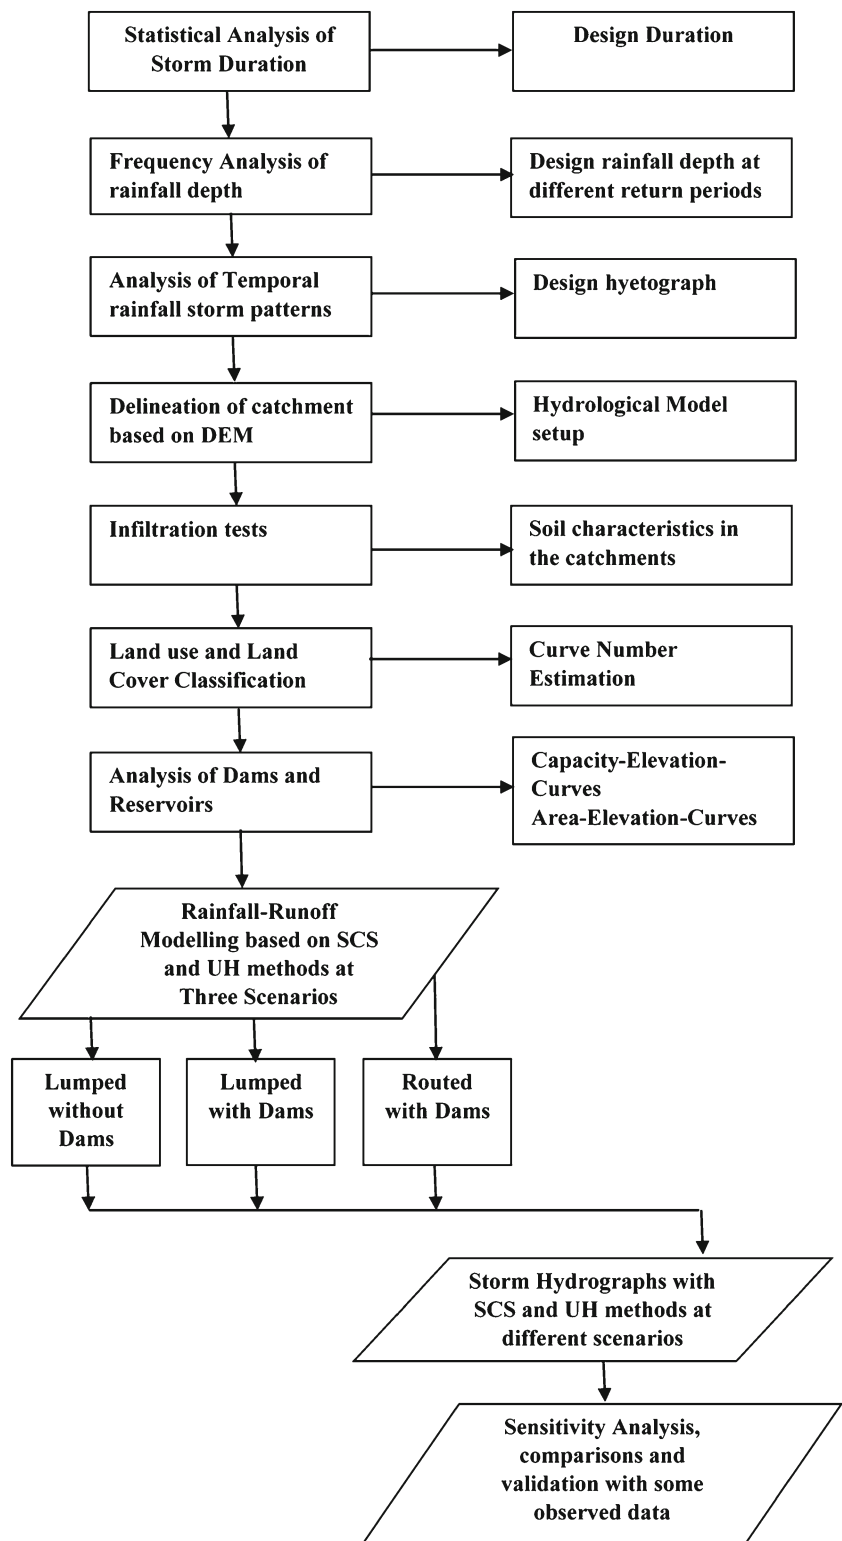 Statistical Analysis of
Storm Duration
Design Duration
Frequency Analysis of
rainfall depth
Design rainfall depth at
different return periods
Analysis of Temporal
rainfall storm patterns
Design hyetograph
Delineation of catchment
based on DEM
Hydrological Model
setup
Infiltration tests
Soil characteristics in
the catchments
Land use and Land
Cover Classification
Curve Number
Estimation
Analysis of Dams and
Reservoirs
Capacity-Elevation-
Curves
Area-Elevation-Curves
Rainfall-Runoff
Modelling based on SCS
and UH methods at
Three Scenarios
Lumped
without
Dams
Lumped
with Dams
Routed
with Dams
Storm Hydrographs with
SCS and UH methods at
different scenarios
Sensitivity Analysis,
comparisons and
validation with some
observed data